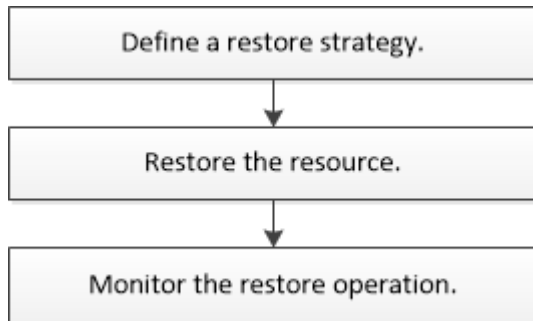 Define a restore strategy.
Restore the resource.
Monitor the restore operation.